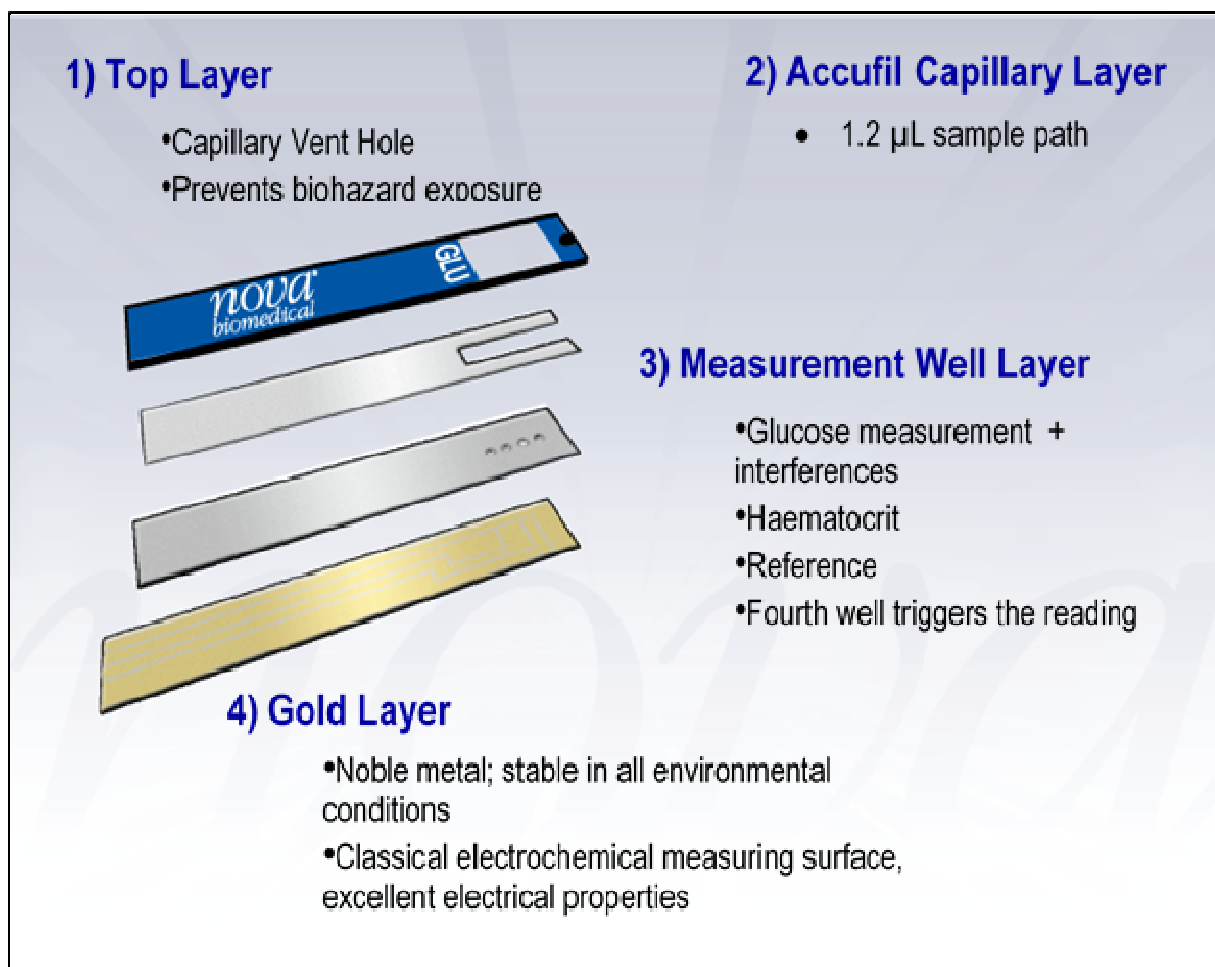 1) Top Layer
•Capillary Vent Hole
•Prevents biohazard exposure
2) Accufil Capillary Layer
• 1.2 µL sample path
nova
biomedical
GLU
3) Measurement Well Layer
•Glucose measurement +
interferences
•Haematocrit
•Reference
•Fourth well triggers the reading
4) Gold Layer
•Noble metal; stable in all environmental
conditions
•Classical electrochemical measuring surface,
excellent electrical properties
nova